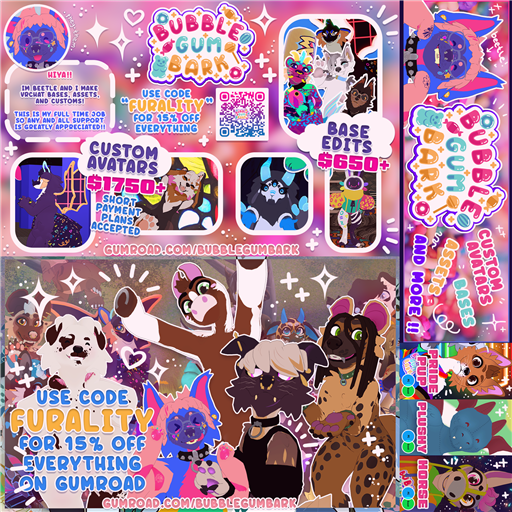 BUBBLE
GUM
BARK
HIYA!!
IM BEETLE AND I MAKE
VRCHAT BASES, ASSETS,
AND CUSTOMS!
THIS IS MY FULL TIME JOB
SO ANY AND ALL SUPPORT
IS GREATLY APPRECIATED!!
USE CODE
"FURALITY"
FOR 15% OFF
EVERYTHING
BASE
EDITS
$650+
CUSTOM
AVATARS
$1750+
SHORT
PAYMENT
PLANS
ACCEPTED
GUMROAD.COM/BUBBLEGUMBARK
USE CODE
FURALITY
FOR 15% OFF
EVERYTHING
ON GUMROAD
GUMROAD.COM/BUBBLEGUMBARK
beetle
BUBBLE
GUM
BARK
CUSTOM
AVATARS
BASES
ASSETS
AND MORE !!
PRIDE
PUP
PLUSHY
HORSE